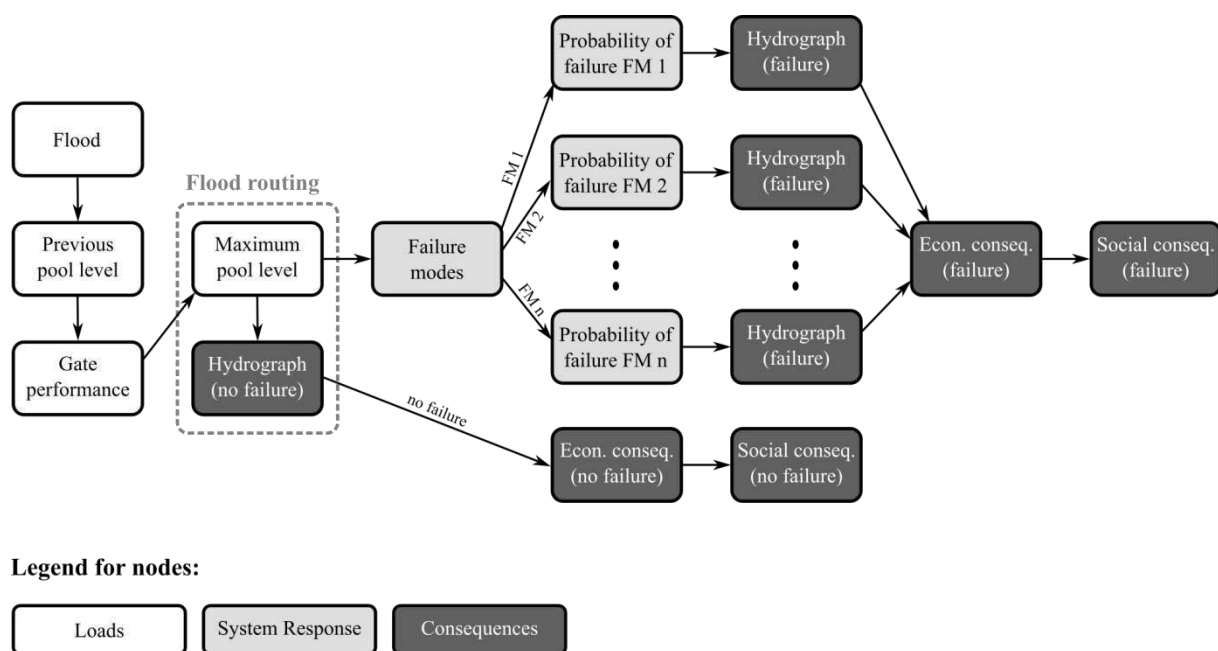 Flood
Previous
pool level
Gate
performance
Flood routing
Maximum
pool level
Hydrograph
(no failure)
Failure
modes
FM 1
FM 2
FM n
no failure
Probability of
failure FM 1
Hydrograph
(failure)
Probability of
failure FM 2
Hydrograph
(failure)
Probability of
failure FM n
Hydrograph
(failure)
Econ. conseq.
(failure)
Social conseq.
(failure)
Econ. conseq.
(no failure)
Social conseq.
(no failure)
Legend for nodes:
Loads
System Response
Consequences